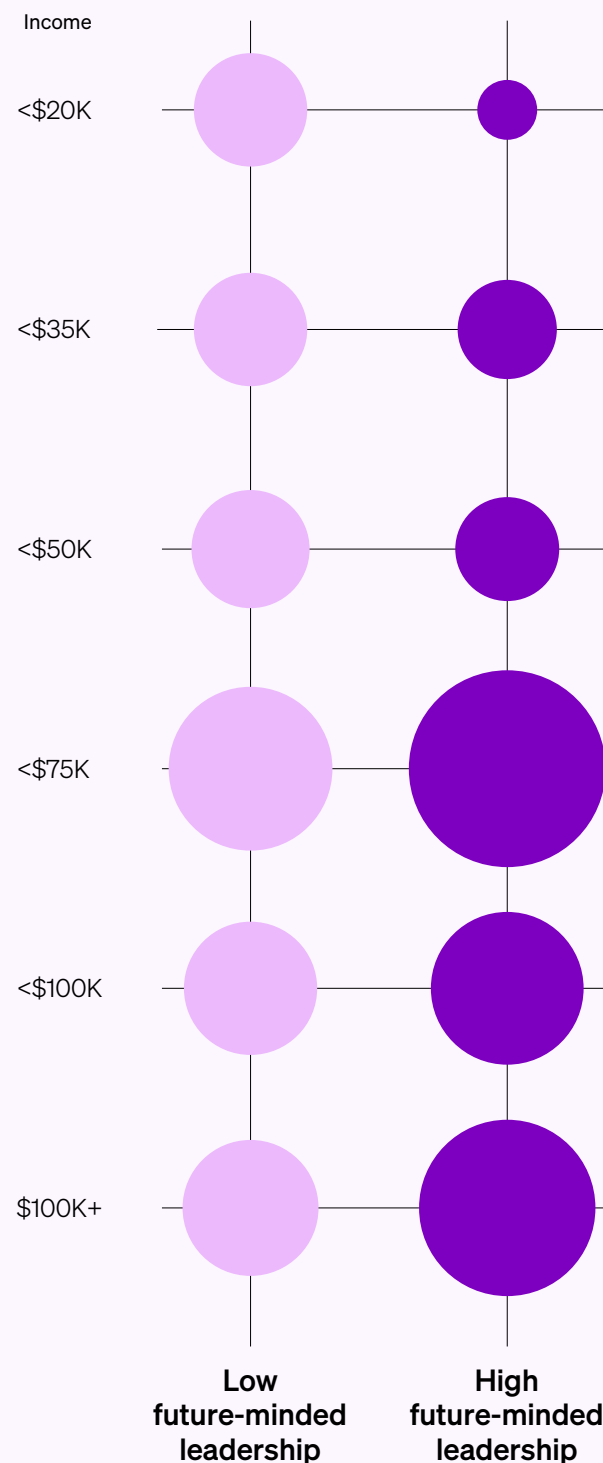 Income
<$20K
<$35K
<$50K
<$75K
<$100K
$100K+
Low
future-minded
leadership
High
future-minded
leadership